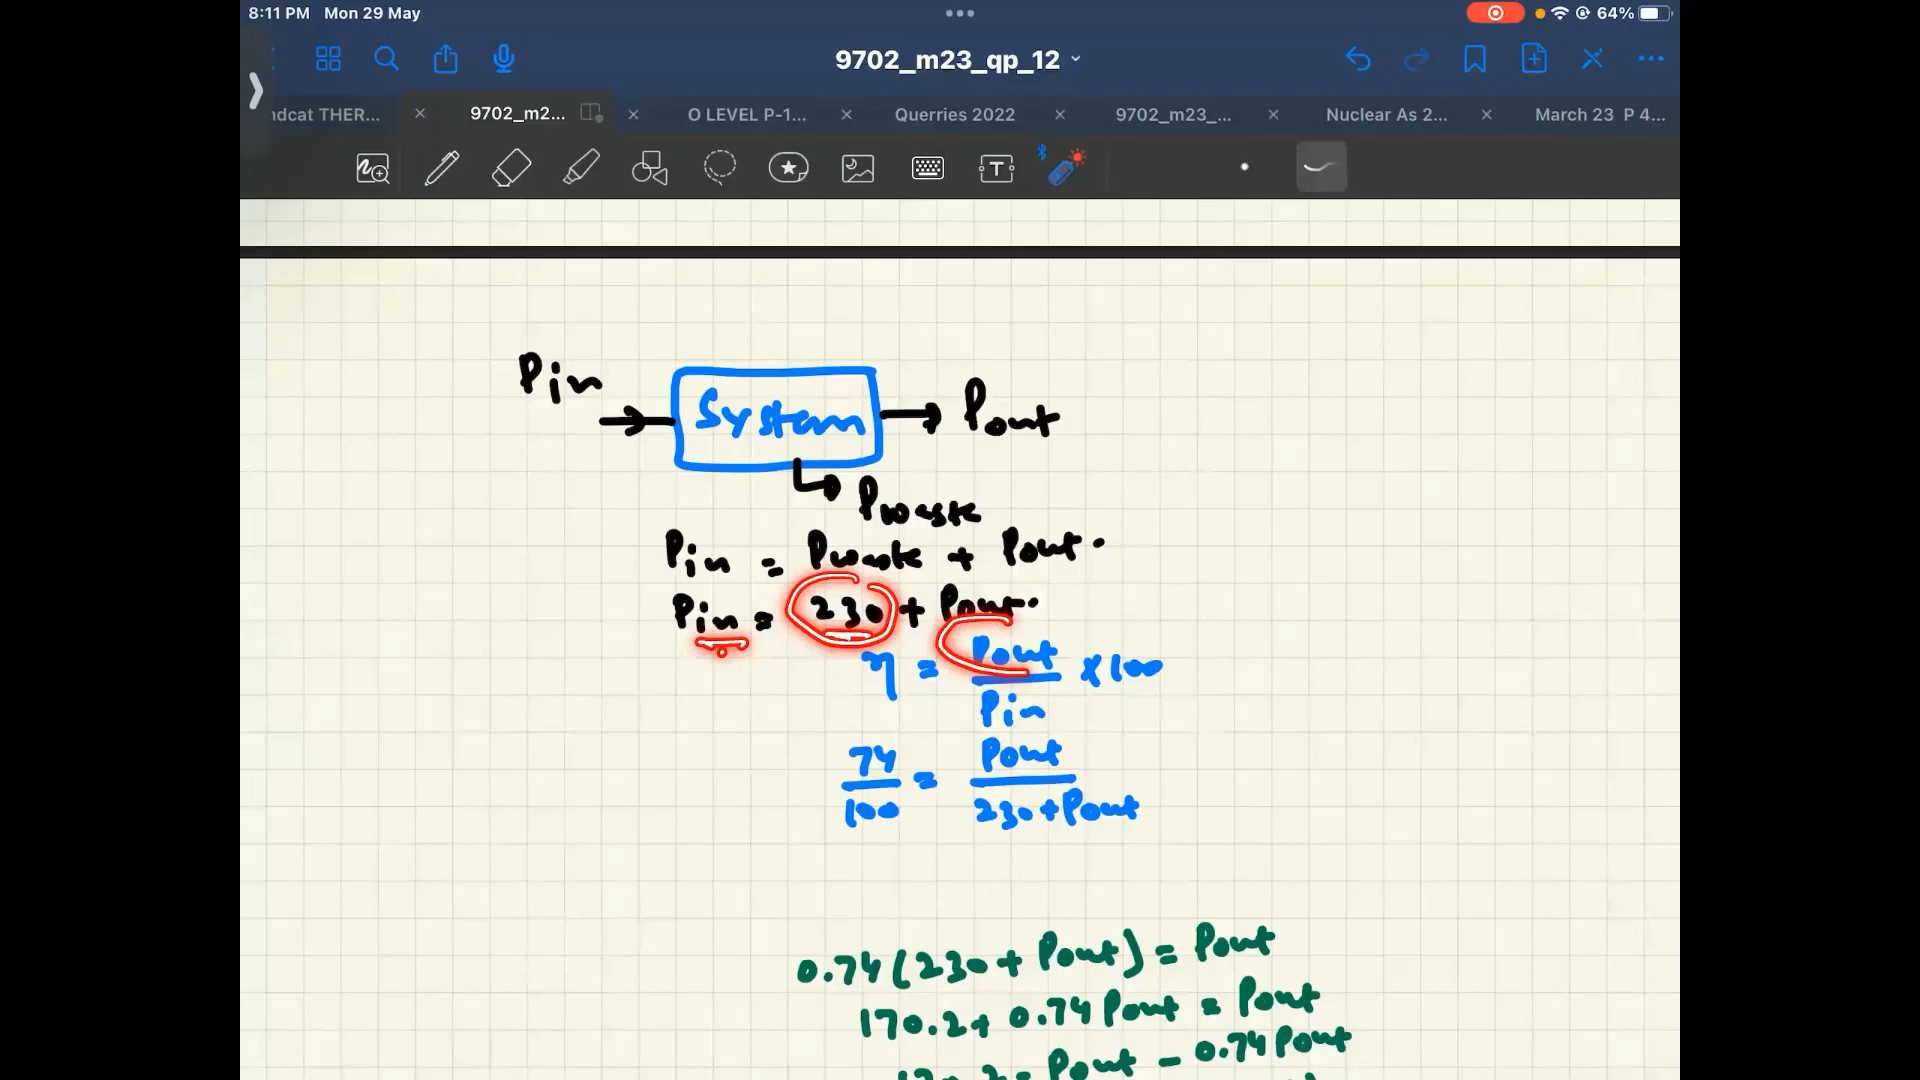 8:11 PM Mon 29 May
64%
9702_m23_qp_12
ndcat THER...
9702_m2...
O LEVEL P-1...
Querries 2022
9702_m23_...
Nuclear As 2...
March 23 P 4...
Pin
System
Pout
Pwaste
Pin = Pwaste + Pout.
Pin = 230 + Pout.
η = Pout/Pin × 100
74/100 = Pout/230+Pout
0.74(230 + Pout) = Pout
170.2 + 0.74 Pout = Pout
Pout - 0.74 Pout